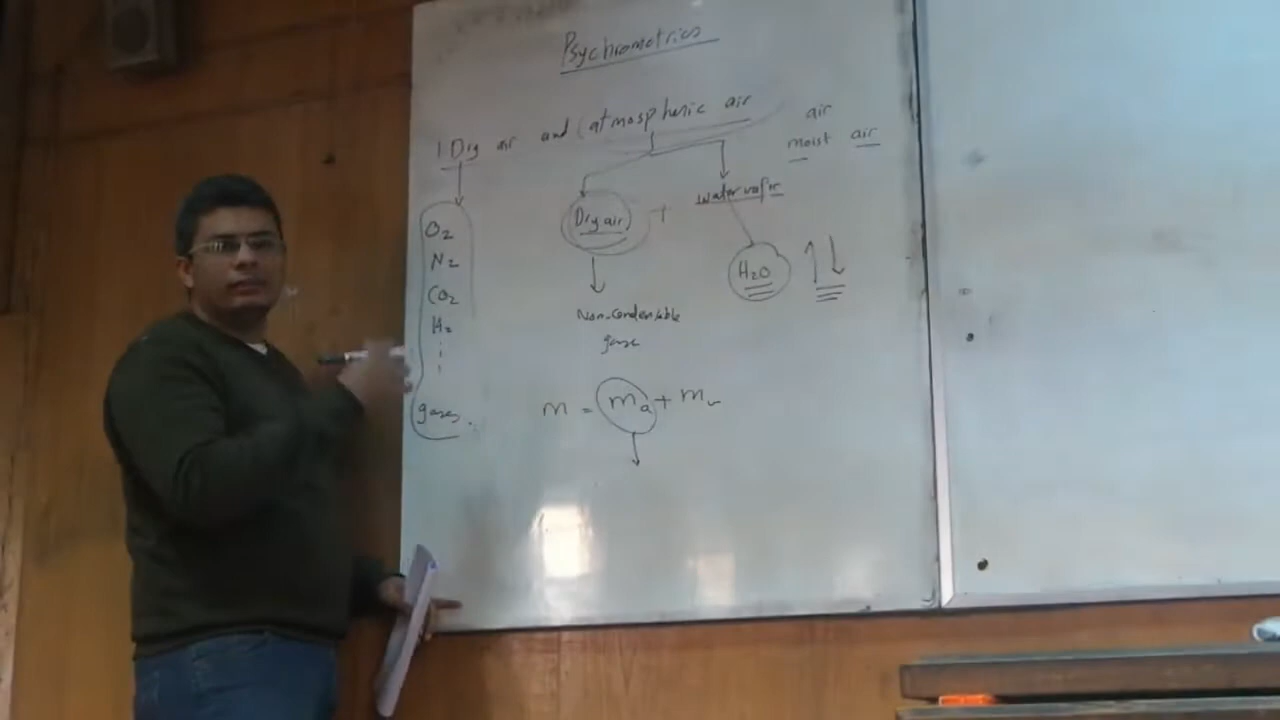 Psychrometrics
1 Dry air and (atmospheric air
air
moist air
O2
N2
CO2
H2
gases.
Dry air + water vapor
H2O
Non-condensable
gases
m = ma + mv